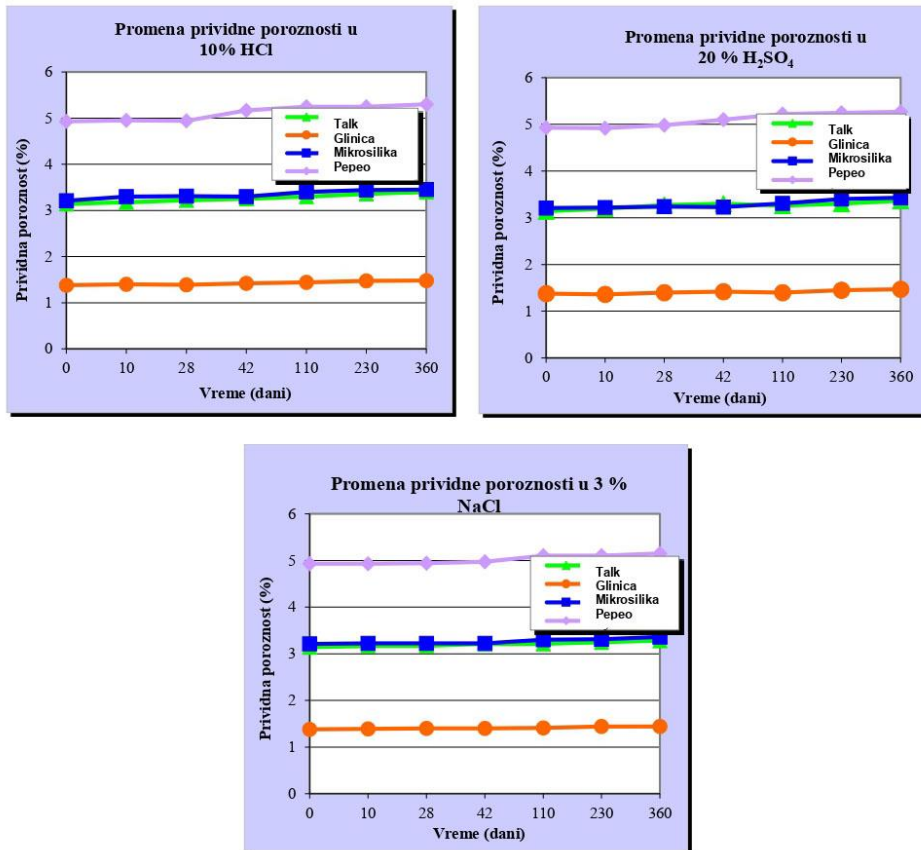 Promena prividne poroznosti u
10% HCl
Prividna poroznost (%)
6
5
4
3
2
1
0
Talk
Glinica
Mikrosilika
Pepeo
0 10 28 42 110 230 360
Vreme (dani)
Promena prividne poroznosti u
20 % H₂SO₄
Prividna poroznost (%)
6
5
4
3
2
1
0
Talk
Glinica
Mikrosilika
Pepeo
0 10 28 42 110 230 360
Vreme (dani)
Promena prividne poroznosti u 3 %
NaCl
Prividna poroznost (%)
6
5
4
3
2
1
0
Talk
Glinica
Mikrosilika
Pepeo
0 10 28 42 110 230 360
Vreme (dani)